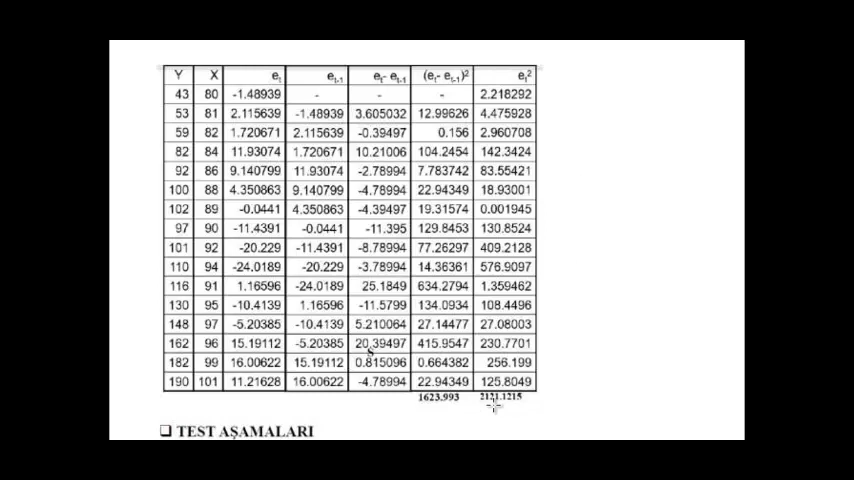 Y X et et-1 et- et-1 (et- et-1)2 et2
43 80 -1.48939 - - - 2.218292
53 81 2.115639 -1.48939 3.605032 12.99626 4.475928
59 82 1.720671 2.115639 -0.39497 0.156 2.960708
82 84 11.93074 1.720671 10.21006 104.2454 142.3424
92 86 9.140799 11.93074 -2.78994 7.783742 83.55421
100 88 4.350863 9.140799 -4.78994 22.94349 18.93001
102 89 -0.0441 4.350863 -4.39497 19.31574 0.001945
97 90 -11.4391 -0.0441 -11.395 129.8453 130.8524
101 92 -20.229 -11.4391 -8.78994 77.26297 409.2128
110 94 -24.0189 -20.229 -3.78994 14.36361 576.9097
116 91 1.16596 -24.0189 25.1849 634.2794 1.359462
130 95 -10.4139 1.16596 -11.5799 134.0934 108.4496
148 97 -5.20385 -10.4139 5.210064 27.14477 27.08003
162 96 15.19112 -5.20385 20.39497 415.9547 230.7701
s
182 99 16.00622 15.19112 0.815096 0.664382 256.199
190 101 11.21628 16.00622 -4.78994 22.94349 125.8049
1623.993 2121.1215
❑ TEST AŞAMALARI